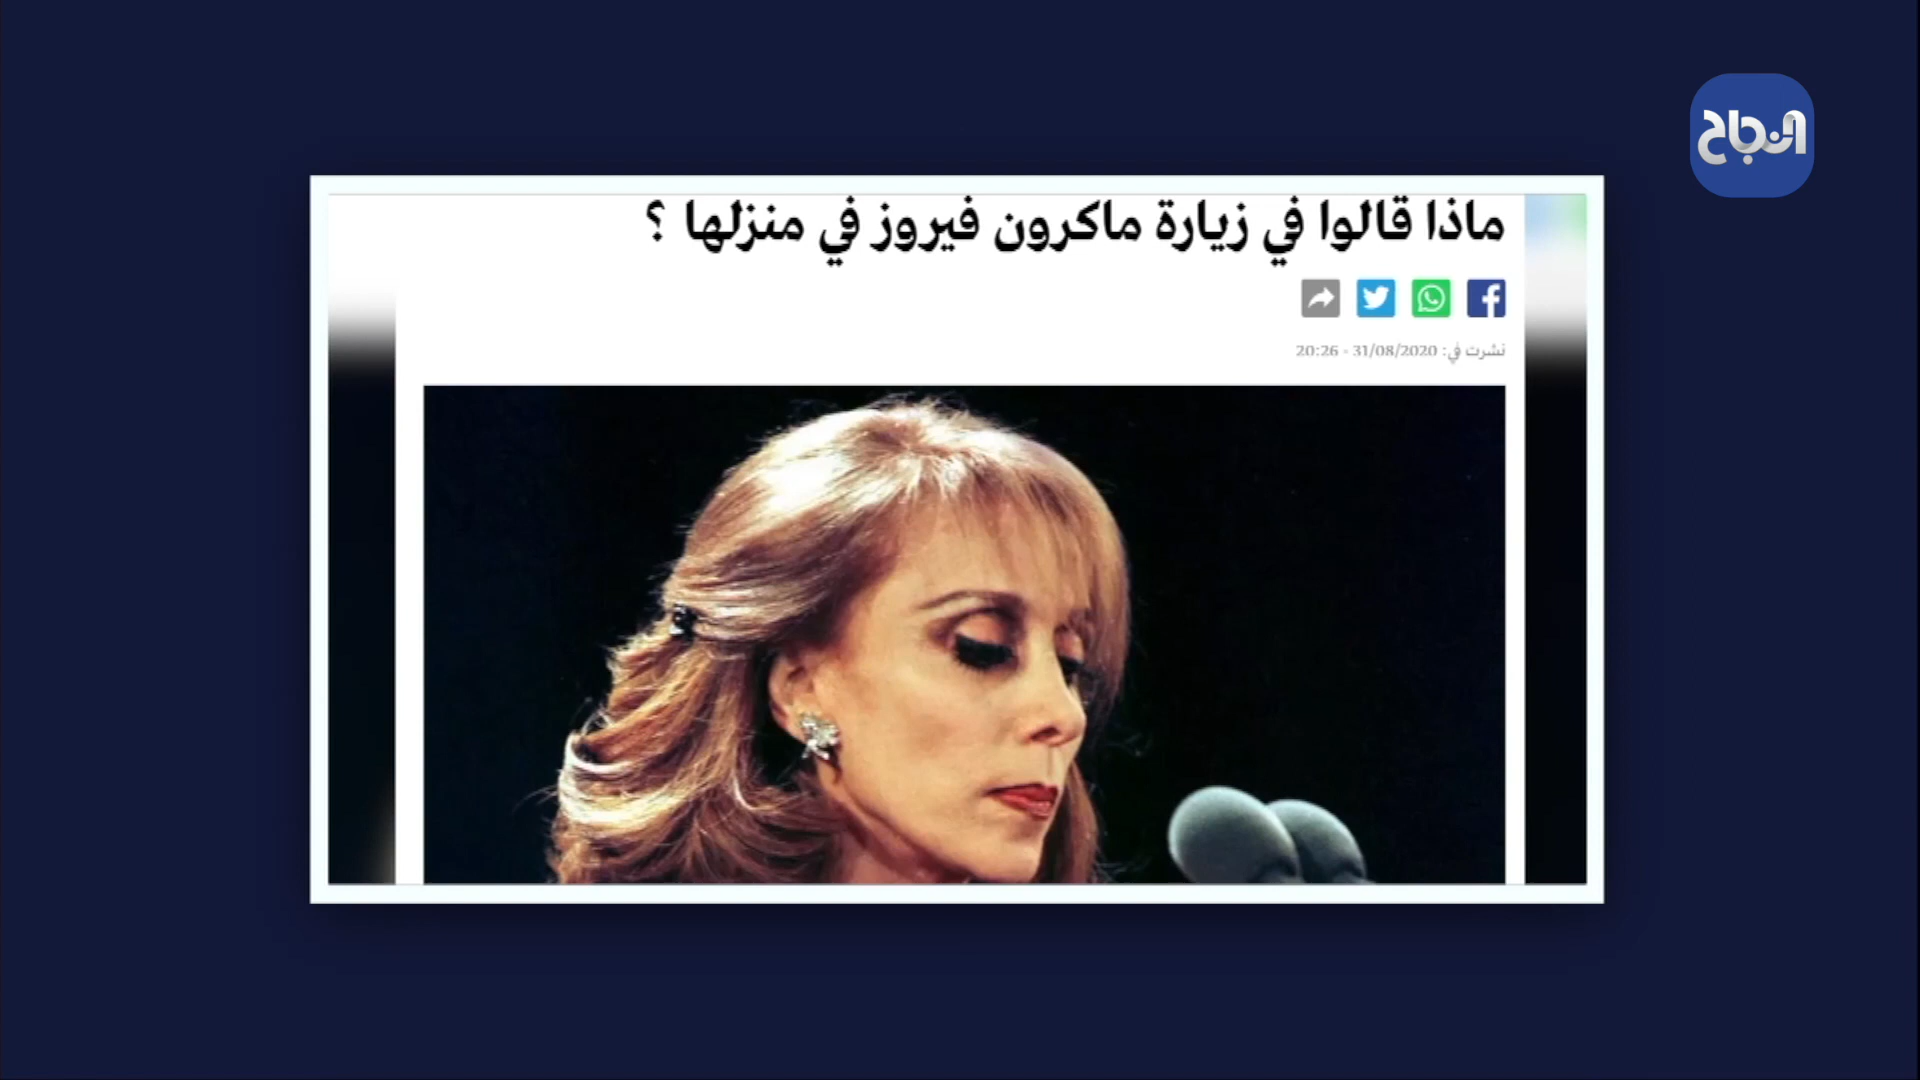 النجاح
ماذا قالوا في زيارة ماكرون فيروز في منزلها ؟
نشرت في: 31/08/2020 - 20:26